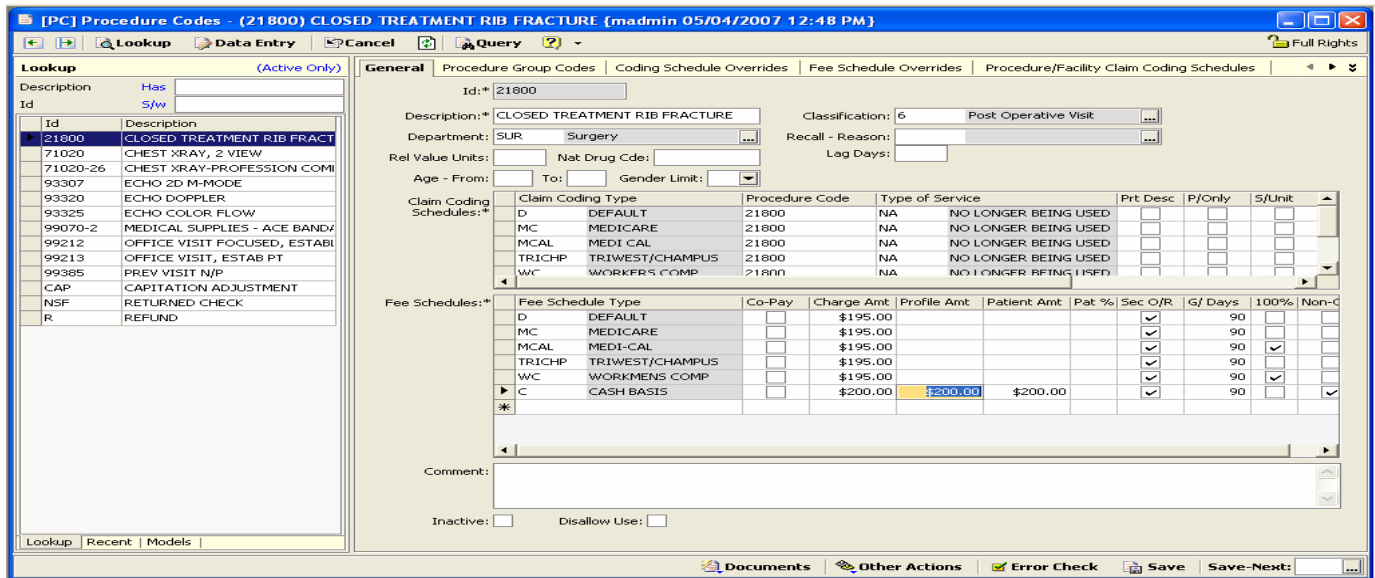 [PC] Procedure Codes - (21800) CLOSED TREATMENT RIB FRACTURE {madmin 05/04/2007 12:48 PM}
Lookup Data Entry Cancel Query Full Rights
Lookup (Active Only)
Description Has
Id S/w
Id Description
21800 CLOSED TREATMENT RIB FRACT
71020 CHEST XRAY, 2 VIEW
71020-26 CHEST XRAY-PROFESSION COM
93307 ECHO 2D M-MODE
93320 ECHO DOPPLER
93325 ECHO COLOR FLOW
99070-2 MEDICAL SUPPLIES - ACE BANDA
99212 OFFICE VISIT FOCUSED, ESTABL
99213 OFFICE VISIT, ESTAB PT
99385 PREV VISIT N/P
CAP CAPITATION ADJUSTMENT
NSF RETURNED CHECK
R REFUND
Lookup Recent Models
General Procedure Group Codes Coding Schedule Overrides Fee Schedule Overrides Procedure/Facility Claim Coding Schedules
Id:* 21800
Description:* CLOSED TREATMENT RIB FRACTURE Classification: 6 Post Operative Visit ...
Department: SUR Surgery ... Recall - Reason: ...
Rel Value Units: Nat Drug Cde: Lag Days:
Age - From: To: Gender Limit:
Claim Coding Schedules:*
Claim Coding Type Procedure Code Type of Service Prt Desc P/Only S/Unit
D DEFAULT 21800 NA NO LONGER BEING USED
MC MEDICARE 21800 NA NO LONGER BEING USED
MCAL MEDI CAL 21800 NA NO LONGER BEING USED
TRICHP TRIWEST/CHAMPUS 21800 NA NO LONGER BEING USED
WC WORKERS COMP 21800 NA NO LONGER BEING USED
Fee Schedules:*
Fee Schedule Type Co-Pay Charge Amt Profile Amt Patient Amt Pat % Sec O/R G/ Days 100% Non-C
D DEFAULT $195.00 90
MC MEDICARE $195.00 90
MCAL MEDI-CAL $195.00 90
TRICHP TRIWEST/CHAMPUS $195.00 90
WC WORKMENS COMP $195.00 90
C CASH BASIS $200.00 $200.00 $200.00 90
Comment:
Inactive: Disallow Use:
Documents Other Actions Error Check Save Save-Next: ...